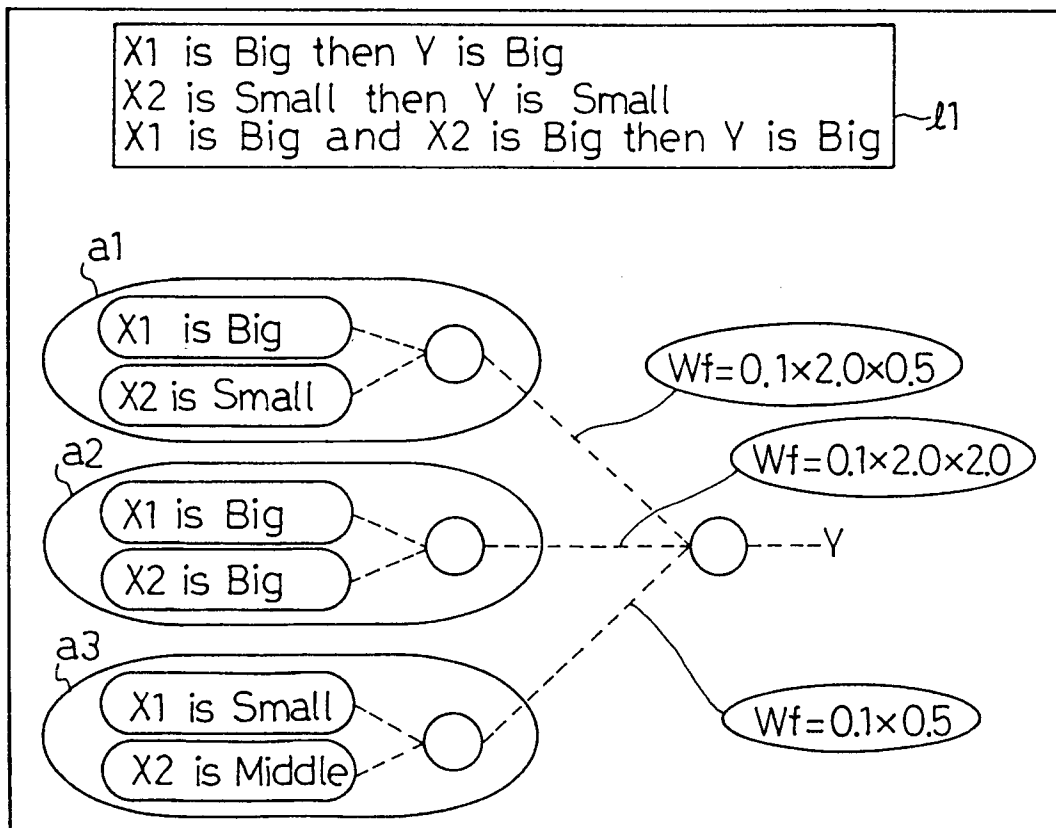 X1 is Big then Y is Big
X2 is Small then Y is Small
X1 is Big and X2 is Big then Y is Big
ℓ1
a1
X1 is Big
X2 is Small
Wf=0.1×2.0×0.5
a2
X1 is Big
X2 is Big
Wf=0.1×2.0×2.0
Y
a3
X1 is Small
X2 is Middle
Wf=0.1×0.5